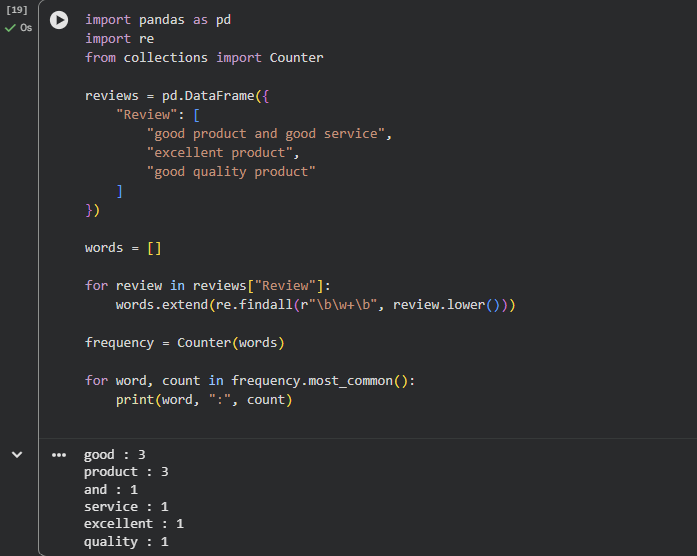 [19]
0s
import pandas as pd
import re
from collections import Counter
reviews = pd.DataFrame({
    "Review": [
        "good product and good service",
        "excellent product",
        "good quality product"
    ]
})
words = []
for review in reviews["Review"]:
    words.extend(re.findall(r"\b\w+\b", review.lower()))
frequency = Counter(words)
for word, count in frequency.most_common():
    print(word, ":", count)
good : 3
product : 3
and : 1
service : 1
excellent : 1
quality : 1